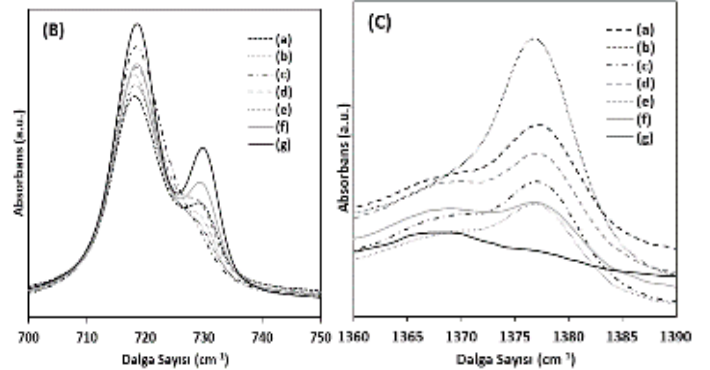 (B)
(a)
(b)
(c)
(d)
(e)
(f)
(g)
Absorbans (a.u.)
700 710 720 730 740 750
Dalga Sayısı (cm⁻¹)
(C)
(a)
(b)
(c)
(d)
(e)
(f)
(g)
Absorbans (a.u.)
1360 1365 1370 1375 1380 1385 1390
Dalga Sayısı (cm⁻¹)